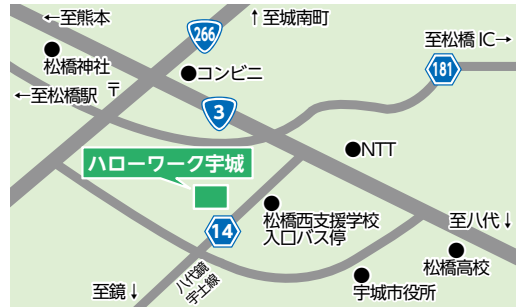 ←至熊本
↑至城南町
266
至松橋IC→
松橋神社
コンビニ
181
←至松橋駅
〒
3
NTT
ハローワーク宇城
14
松橋西支援学校
入口バス停
至八代↓
松橋高校
八代鏡
宇土線
至鏡↓
宇城市役所